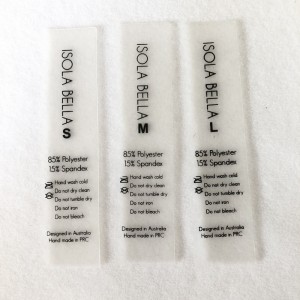 ISOLA BELLA
S
85% Polyester
15% Spandex
Hand wash cold
Do not dry clean
Do not tumble dry
Do not iron
Do not bleach
Designed in Australia
Hand made in PRC
ISOLA BELLA
M
85% Polyester
15% Spandex
Hand wash cold
Do not dry clean
Do not tumble dry
Do not iron
Do not bleach
Designed in Australia
Hand made in PRC
ISOLA BELLA
L
85% Polyester
15% Spandex
Hand wash cold
Do not dry clean
Do not tumble dry
Do not iron
Do not bleach
Designed in Australia
Hand made in PRC